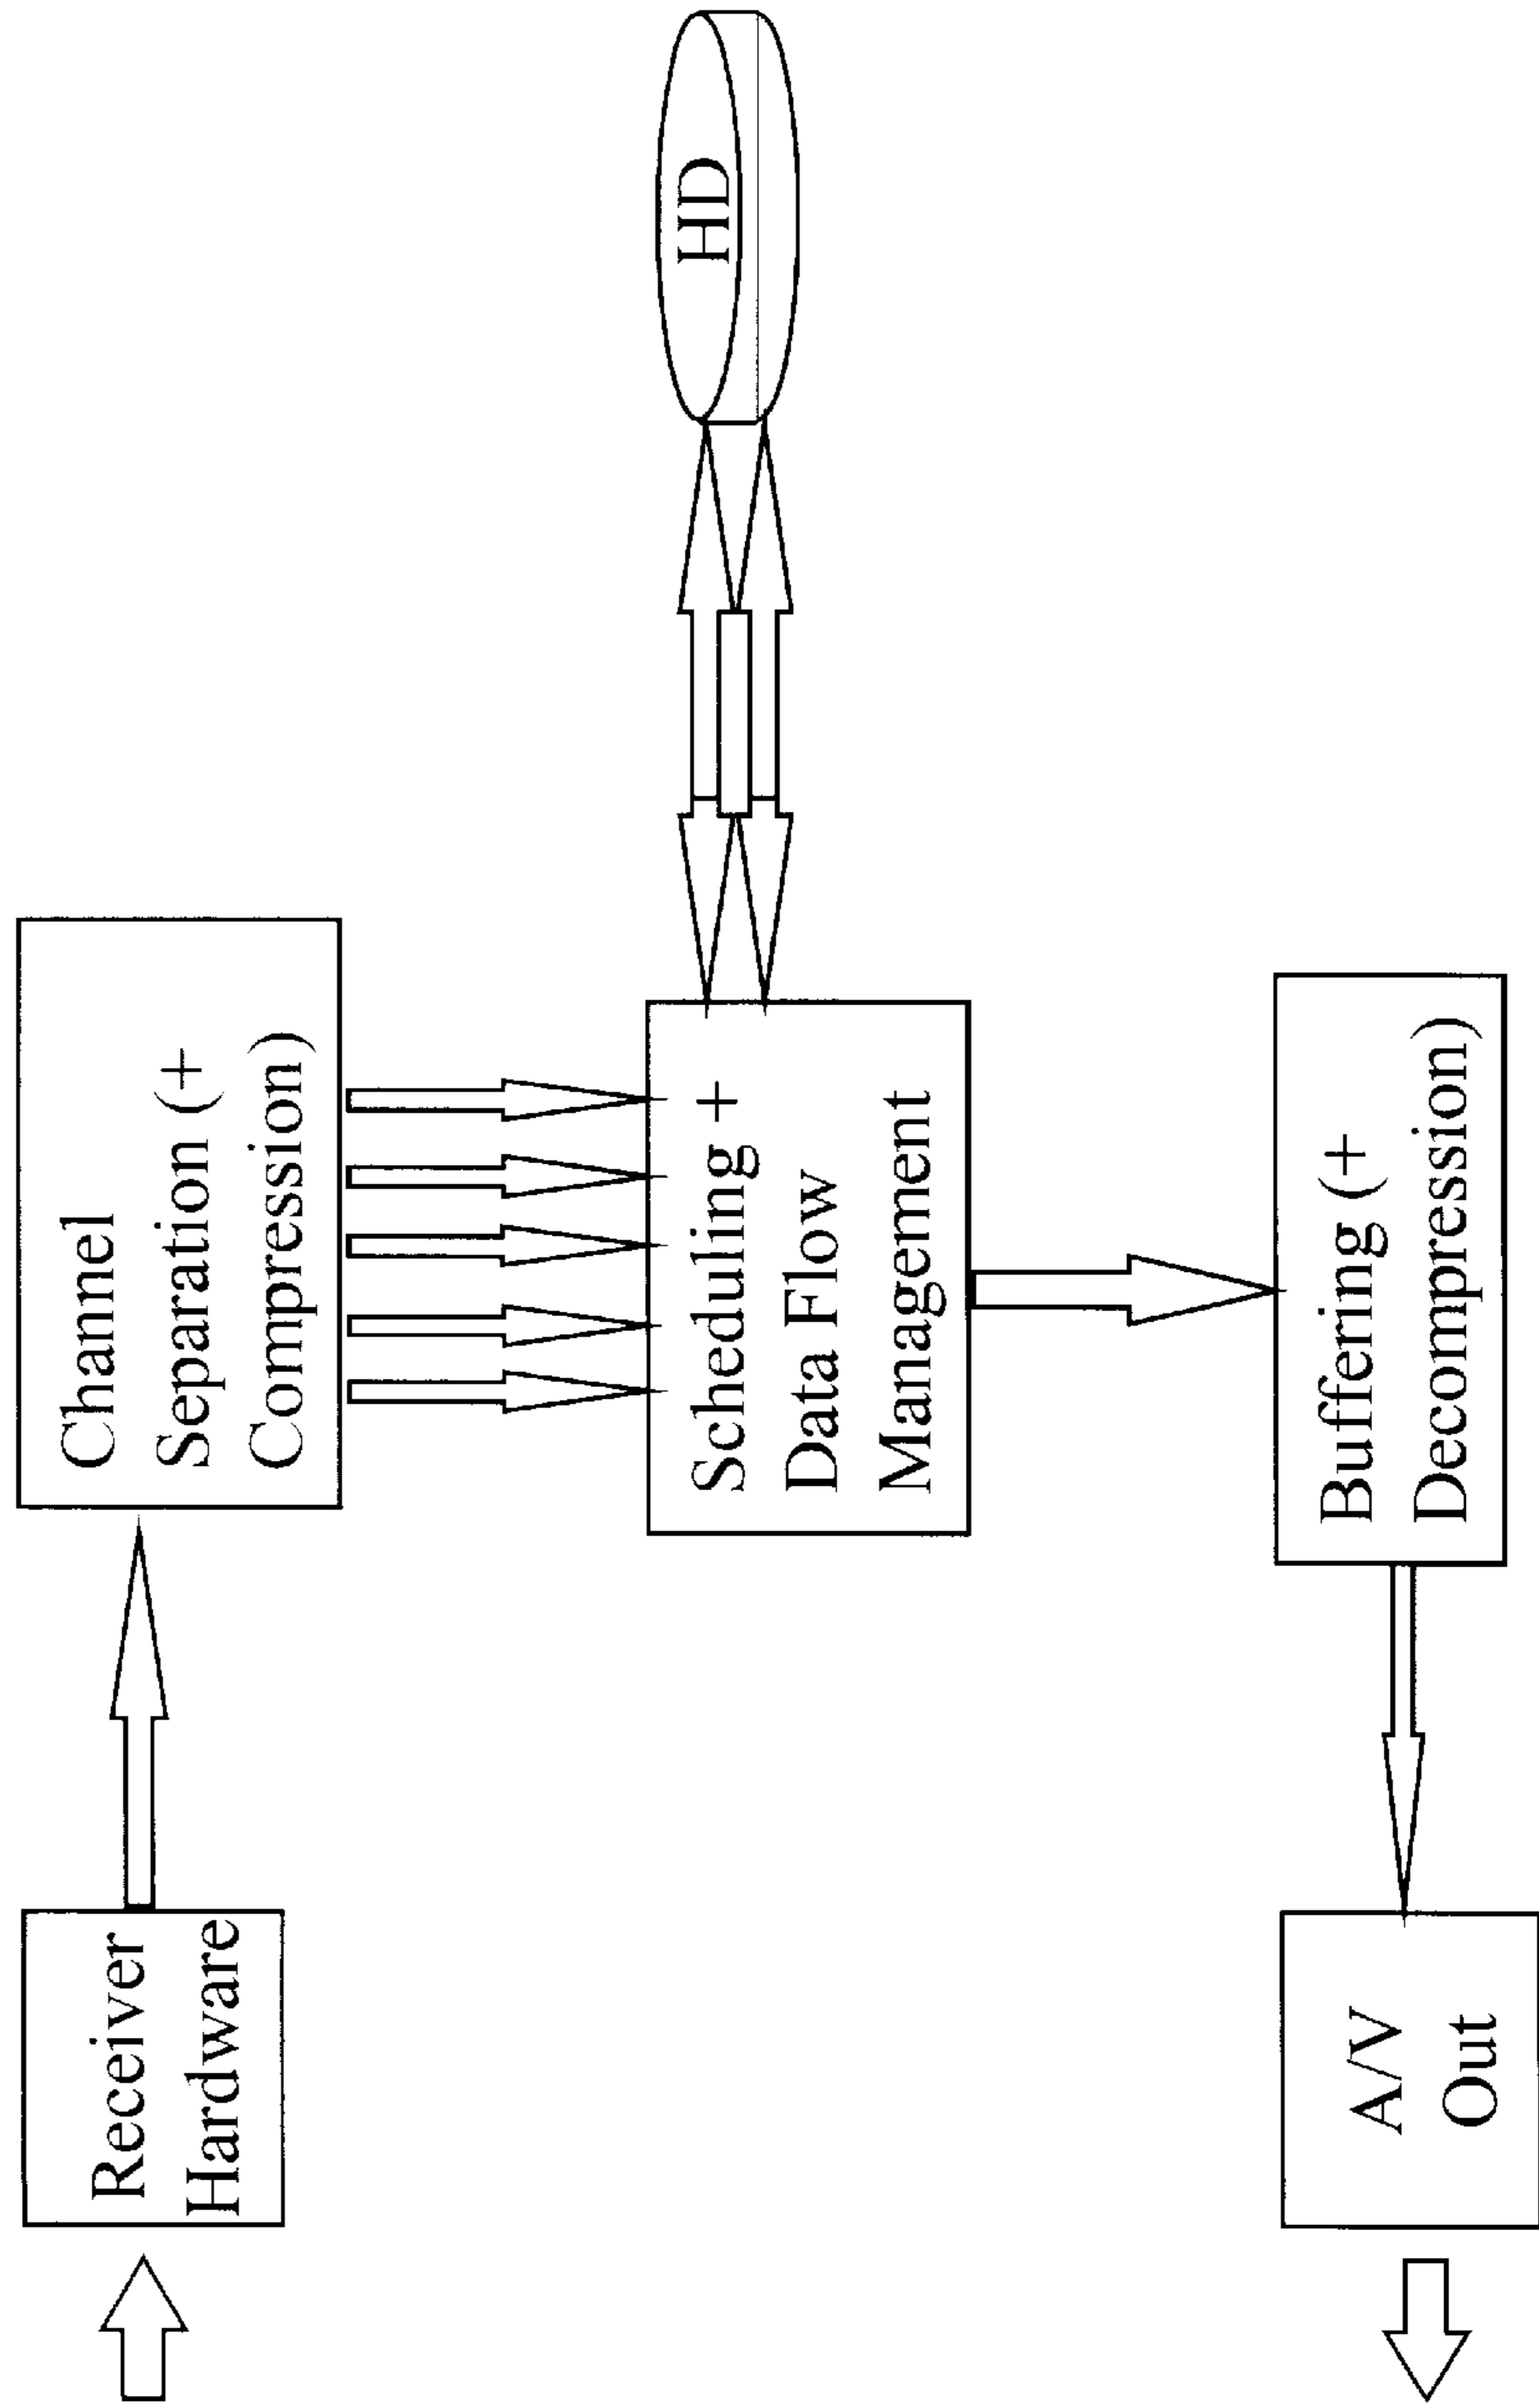 Receiver
Hardware
Channel
Separation (+
Compression)
Scheduling +
Data Flow
Management
HD
Buffering (+
Decompression)
A/V
Out